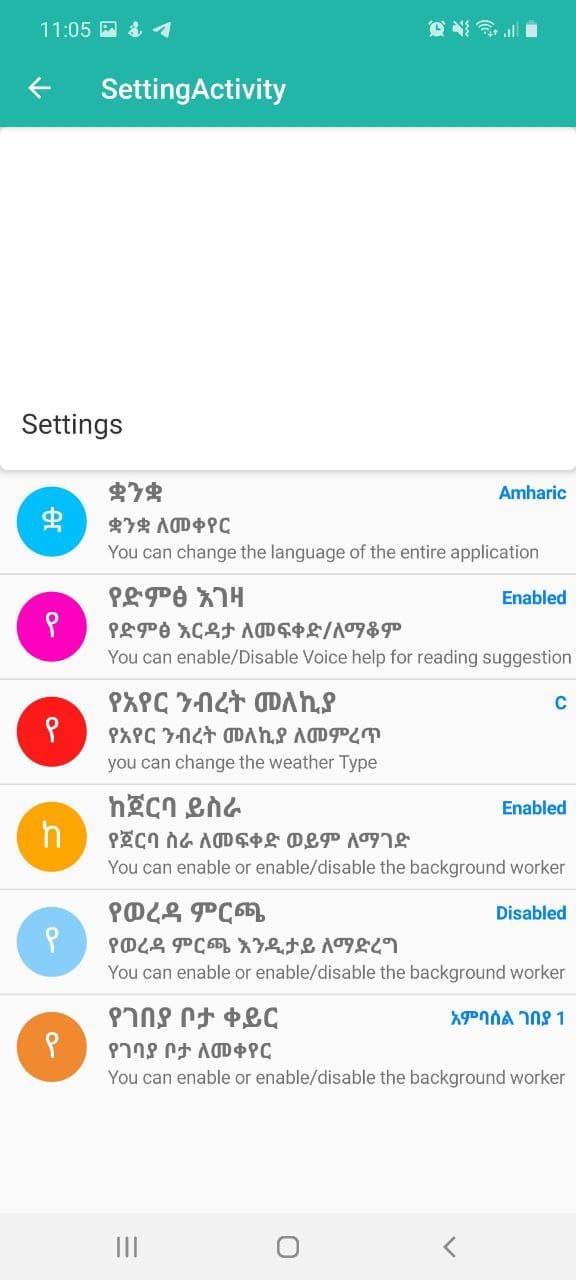 11:05
SettingActivity
Settings
ቋ
ቋንቋ
Amharic
ቋንቋ ለመቀየር
You can change the language of the entire application
የ
የድምፅ እገዛ
Enabled
የድምፅ እርዳታ ለመፍቀድ/ለማቆም
You can enable/Disable Voice help for reading suggestion
የ
የአየር ንብረት መለኪያ
C
የአየር ንብረት መለኪያ ለመምረጥ
you can change the weather Type
ከ
ከጀርባ ይስራ
Enabled
የጀርባ ስራ ለመፍቀድ ወይም ለማገድ
You can enable or enable/disable the background worker
የ
የወረዳ ምርጫ
Disabled
የወረዳ ምርጫ እንዲታይ ለማድረግ
You can enable or enable/disable the background worker
የ
የገበያ ቦታ ቀይር
አምባሰል ገበያ 1
የገባያ ቦታ ለመቀየር
You can enable or enable/disable the background worker